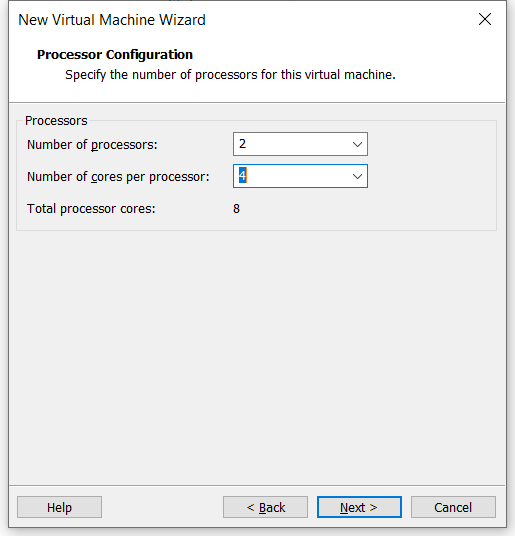 New Virtual Machine Wizard
Processor Configuration
Specify the number of processors for this virtual machine.
Processors
Number of processors: 2
Number of cores per processor: 4
Total processor cores: 8
Help < Back Next > Cancel